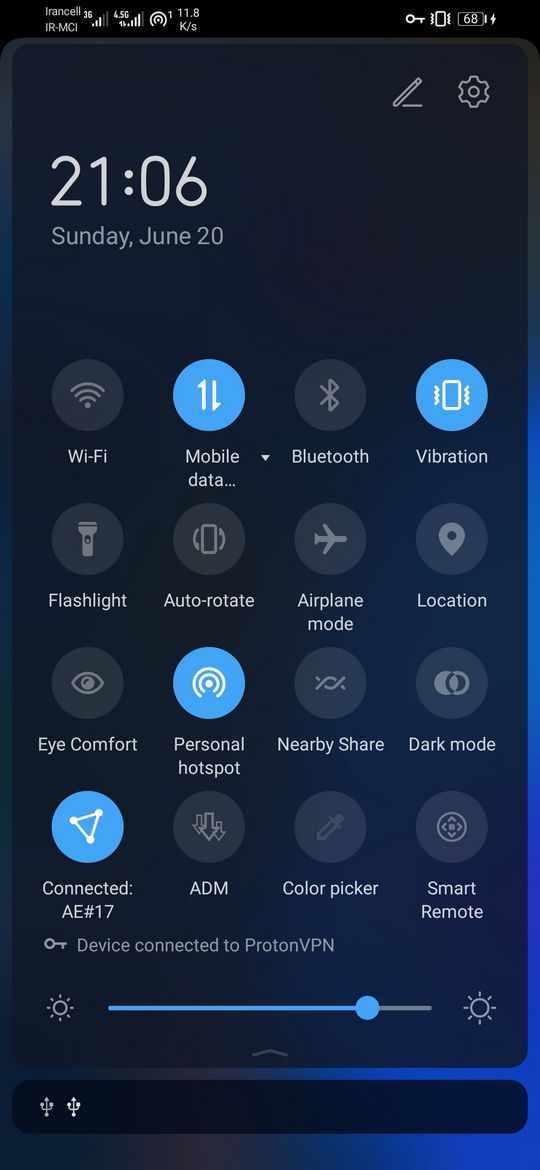 Irancell 3G 4.5G 1 11.8
IR-MCI K/s 68
21:06
Sunday, June 20
Wi-Fi
Mobile
data...
Bluetooth
Vibration
Flashlight
Auto-rotate
Airplane
mode
Location
Eye Comfort
Personal
hotspot
Nearby Share
Dark mode
Connected:
AE#17
ADM
Color picker
Smart
Remote
Device connected to ProtonVPN